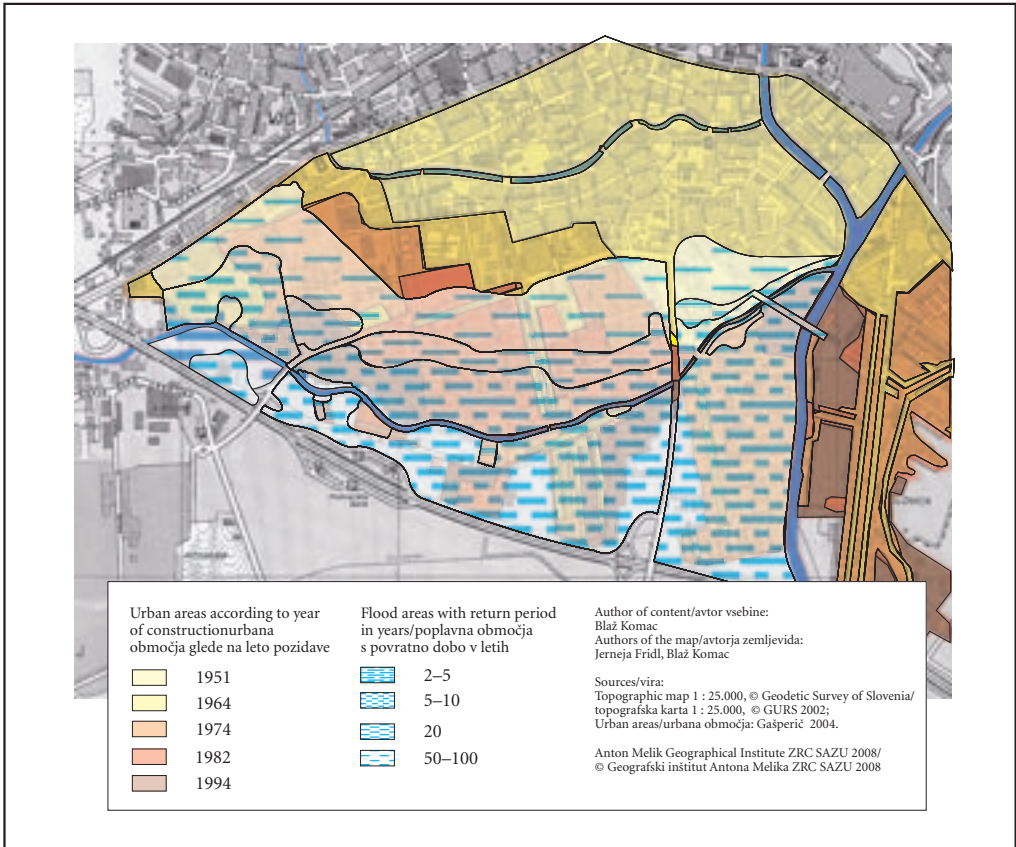 VIČ
Urban areas according to year
of constructionurbana
območja glede na leto pozidave
1951
1964
1974
1982
1994
Flood areas with return period
in years/poplavna območja
s povratno dobo v letih
2–5
5–10
20
50–100
Author of content/avtor vsebine:
Blaž Komac
Authors of the map/avtorja zemljevida:
Jerneja Fridl, Blaž Komac
Sources/vira:
Topographic map 1 : 25.000, © Geodetic Survey of Slovenia/
topografska karta 1 : 25.000, © GURS 2002;
Urban areas/urbana območja: Gašperič 2004.
Anton Melik Geographical Institute ZRC SAZU 2008/
© Geografski inštitut Antona Melika ZRC SAZU 2008